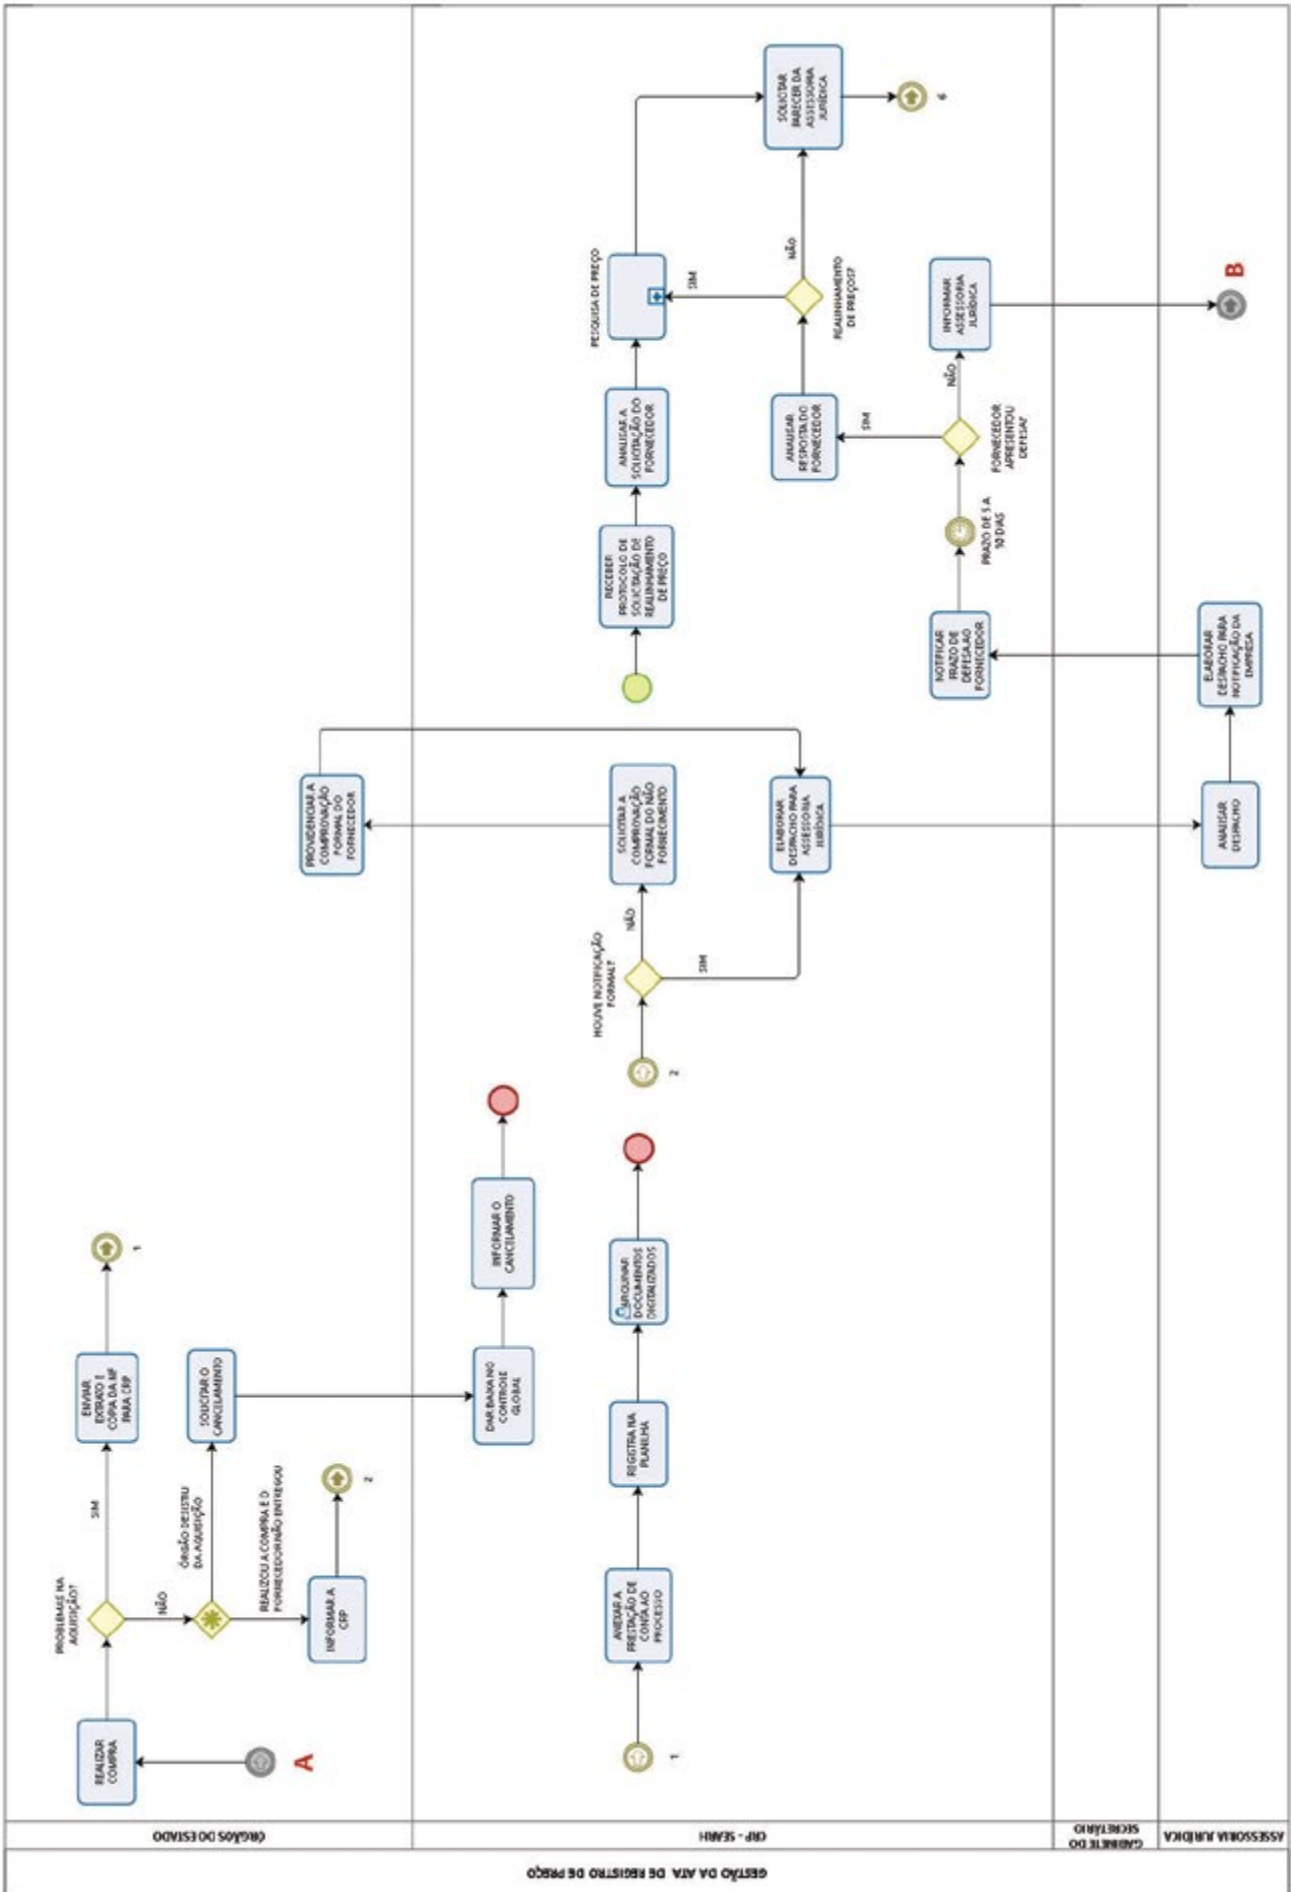 GESTÃO DA ATA DE REGISTRO DE PREÇO
ÓRGÃOS DO ESTADO
REALIZAR
COMPRA
A
PROBLEMAS NA
AQUISIÇÃO?
SIM
NÃO
ENVIAR
EXTRATO E
CÓPIA DA NF
PARA CRP
1
ÓRGÃO DESISTIU
DA AQUISIÇÃO
SOLICITAR O
CANCELAMENTO
REALIZOU A COMPRA E O
FORNECEDOR NÃO ENTREGOU
INFORMAR A
CRP
2
PROVIDENCIAR A
COMPROVAÇÃO
FORMAL DO
FORNECEDOR
CRP - SEARH
DAR BAIXA NO
CONTROLE
GLOBAL
INFORMAR O
CANCELAMENTO
1
ANEXAR A
PRESTAÇÃO DE
CONTA AO
PROCESSO
REGISTRA NA
PLANILHA
ARQUIVAR
DOCUMENTOS
DIGITALIZADOS
2
HOUVE NOTIFICAÇÃO
FORMAL?
NÃO
SIM
SOLICITAR A
COMPROVAÇÃO
FORMAL DO NÃO
FORNECIMENTO
ELABORAR
DESPACHO PARA
ASSESSORIA
JURÍDICA
RECEBER
PROTOCOLO DE
SOLICITAÇÃO DE
REALINHAMENTO
DE PREÇO
ANALISAR A
SOLICITAÇÃO DO
FORNECEDOR
PESQUISA DE PREÇO
SIM
ANALISAR
RESPOSTA DO
FORNECEDOR
REALINHAMENTO
DE PREÇOS?
NÃO
SOLICITAR
PARECER DA
ASSESSORIA
JURÍDICA
6
NOTIFICAR
PRAZO DE
DEFESA AO
FORNECEDOR
PRAZO DE 5 A
10 DIAS
FORNECEDOR
APRESENTOU
DEFESA?
SIM
NÃO
INFORMAR
ASSESSORIA
JURÍDICA
GABINETE DO
SECRETÁRIO
ASSESSORIA JURÍDICA
ANALISAR
DESPACHO
ELABORAR
DESPACHO PARA
NOTIFICAÇÃO DA
EMPRESA
B